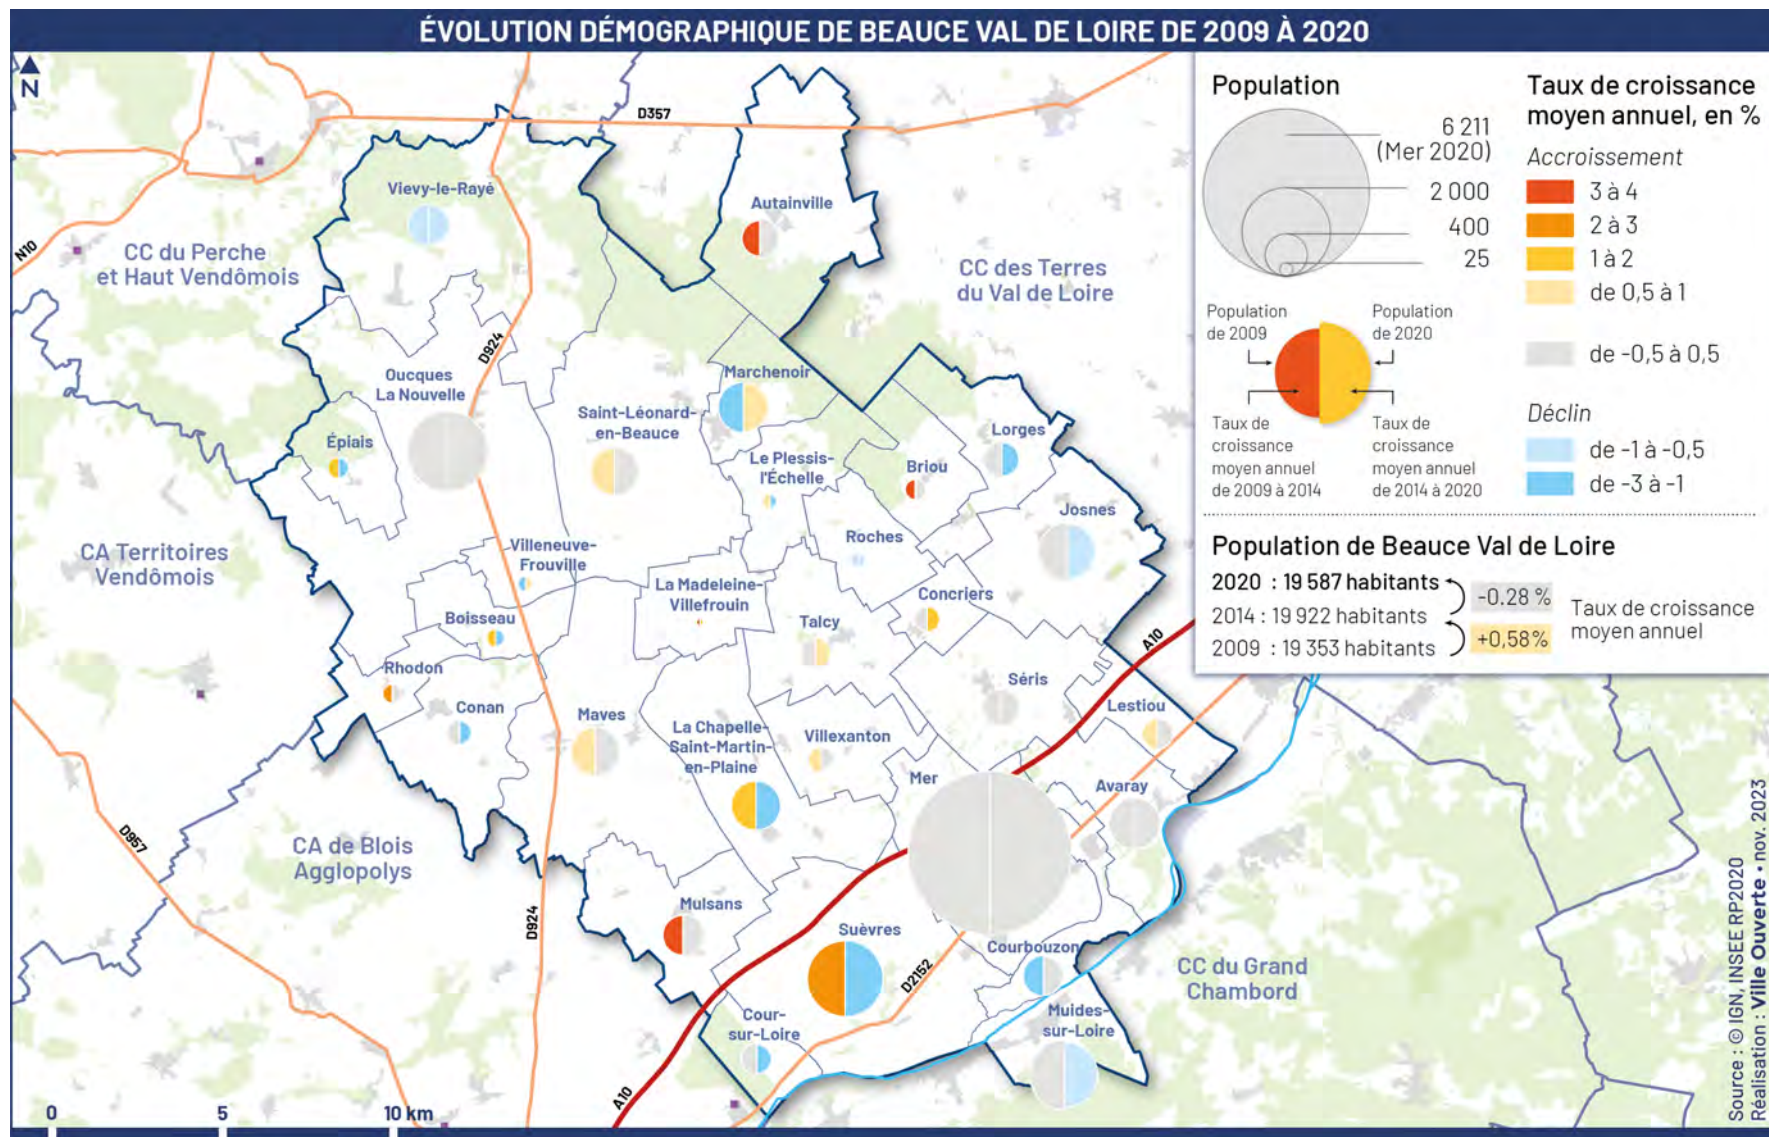 ÉVOLUTION DÉMOGRAPHIQUE DE BEAUCE VAL DE LOIRE DE 2009 À 2020
N
D357
N10
D924
D957
D924
A10
A10
D2152
CC du Perche
et Haut Vendômois
CC des Terres
du Val de Loire
CA Territoires
Vendômois
CA de Blois
Agglopolys
CC du Grand
Chambord
Vievy-le-Rayé
Autainville
Oucques
La Nouvelle
Épiais
Saint-Léonard-
en-Beauce
Marchenoir
Le Plessis-
l'Échelle
Briou
Lorges
Josnes
Roches
Villeneuve-
Frouville
La Madeleine-
Villefrouin
Concriers
Talcy
Boisseau
Rhodon
Conan
Maves
La Chapelle-
Saint-Martin-
en-Plaine
Villexanton
Séris
Lestiou
Mer
Avaray
Mulsans
Suèvres
Courbouzon
Cour-
sur-Loire
Muides-
sur-Loire
0
5
10 km
Population
6 211
(Mer 2020)
2 000
400
25
Population
de 2009
Population
de 2020
Taux de
croissance
moyen annuel
de 2009 à 2014
Taux de
croissance
moyen annuel
de 2014 à 2020
Taux de croissance
moyen annuel, en %
Accroissement
3 à 4
2 à 3
1 à 2
de 0,5 à 1
de -0,5 à 0,5
Déclin
de -1 à -0,5
de -3 à -1
Population de Beauce Val de Loire
2020 : 19 587 habitants
2014 : 19 922 habitants
2009 : 19 353 habitants
-0.28 %
+0,58%
Taux de croissance
moyen annuel
Source : © IGN, INSEE RP2020
Réalisation : Ville Ouverte • nov. 2023